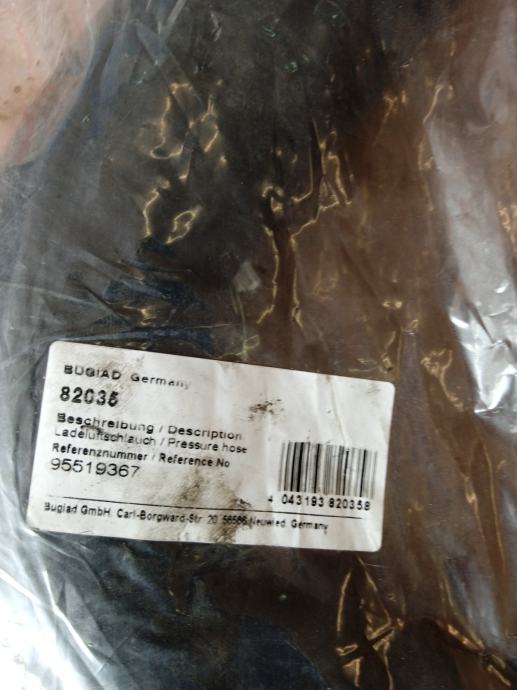 BUGIAD Germany
82035
Beschreibung / Description
Ladeluftschlauch / Pressure hose
Referenznummer / Reference No
95519367
4 043193 820358
Bugiad GmbH, Carl-Borgward-Str. 20 56566 Neuwied, Germany